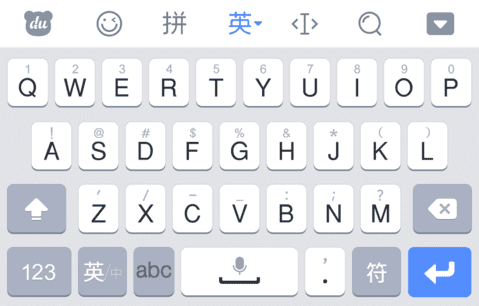 du 拼 英
1 2 3 4 5 6 7 8 9 0
Q W E R T Y U I O P
! @ # $ % & * ( )
A S D F G H J K L
' / - _ : ; ?
Z X C V B N M
123 英/中 abc , . 符